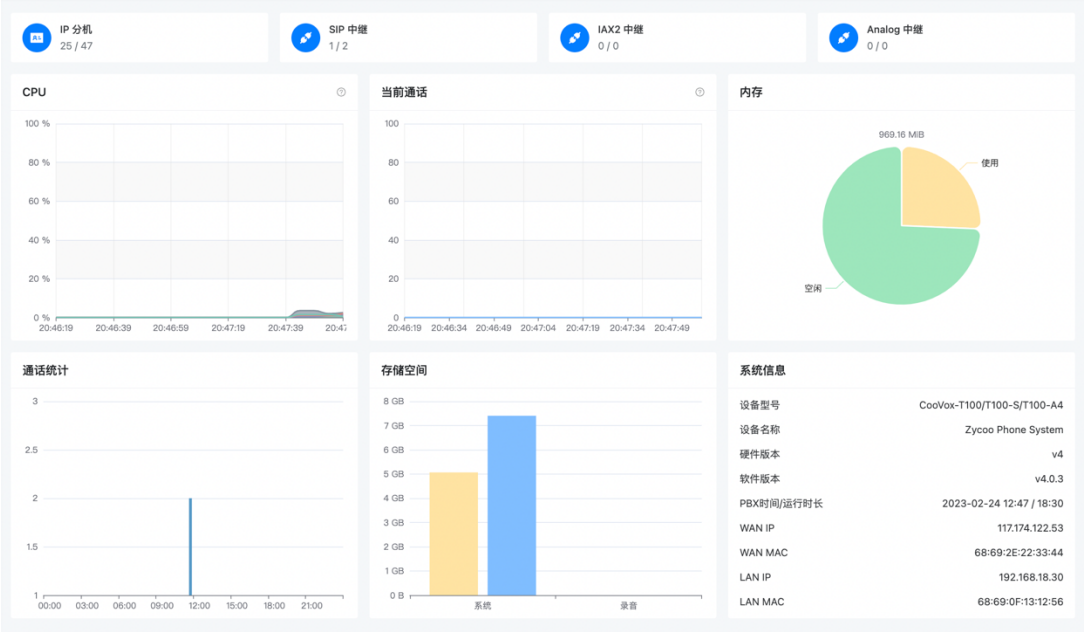 IP 分机
25 / 47
SIP 中继
1 / 2
IAX2 中继
0 / 0
Analog 中继
0 / 0
CPU
100 %
80 %
60 %
40 %
20 %
0 %
20:46:19 20:46:39 20:46:59 20:47:19 20:47:39 20:47
当前通话
100
80
60
40
20
0
20:46:19 20:46:34 20:46:49 20:47:04 20:47:19 20:47:34 20:47:49
内存
969.16 MiB
使用
空闲
通话统计
3
2.5
2
1.5
1
00:00 03:00 06:00 09:00 12:00 15:00 18:00 21:00
存储空间
8 GB
7 GB
6 GB
5 GB
4 GB
3 GB
2 GB
1 GB
0 B
系统 录音
系统信息
设备型号 CooVox-T100/T100-S/T100-A4
设备名称 Zycoo Phone System
硬件版本 v4
软件版本 v4.0.3
PBX时间/运行时长 2023-02-24 12:47 / 18:30
WAN IP 117.174.122.53
WAN MAC 68:69:2E:22:33:44
LAN IP 192.168.18.30
LAN MAC 68:69:0F:13:12:56